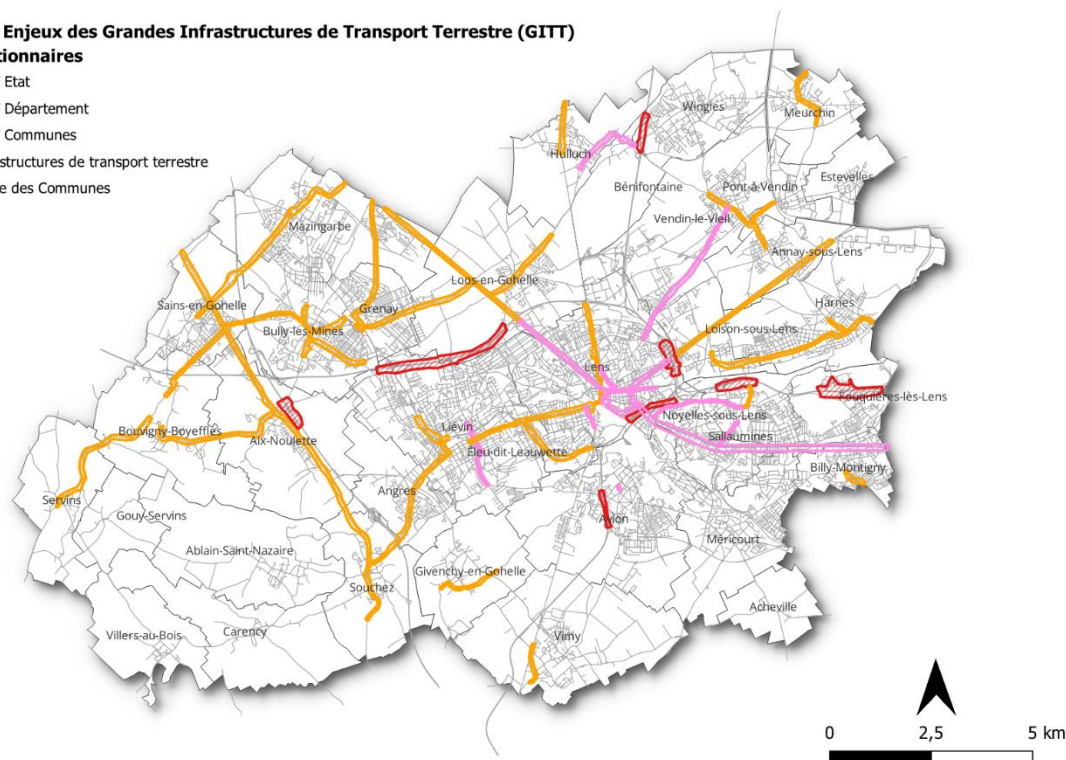 Enjeux des Grandes Infrastructures de Transport Terrestre (GITT)
tionnaires
Etat
Département
Communes
structures de transport terrestre
e des Communes
Wingles
Meurchin
Hulluch
Bénifontaine
Pont-à-Vendin
Estevelles
Vendin-le-Vieil
Mazingarbe
Annay-sous-Lens
Loos-en-Gohelle
Sains-en-Gohelle
Grenay
Harnes
Bully-les-Mines
Loison-sous-Lens
Lens
Fouquières-lès-Lens
Noyelles-sous-Lens
Bouvigny-Boyeffles
Aix-Noulette
Liévin
Sallaumines
Eleu-dit-Leauwette
Billy-Montigny
Servins
Angres
Gouy-Servins
Avion
Méricourt
Ablain-Saint-Nazaire
Givenchy-en-Gohelle
Souchez
Acheville
Villers-au-Bois
Carency
Vimy
0 2,5 5 km